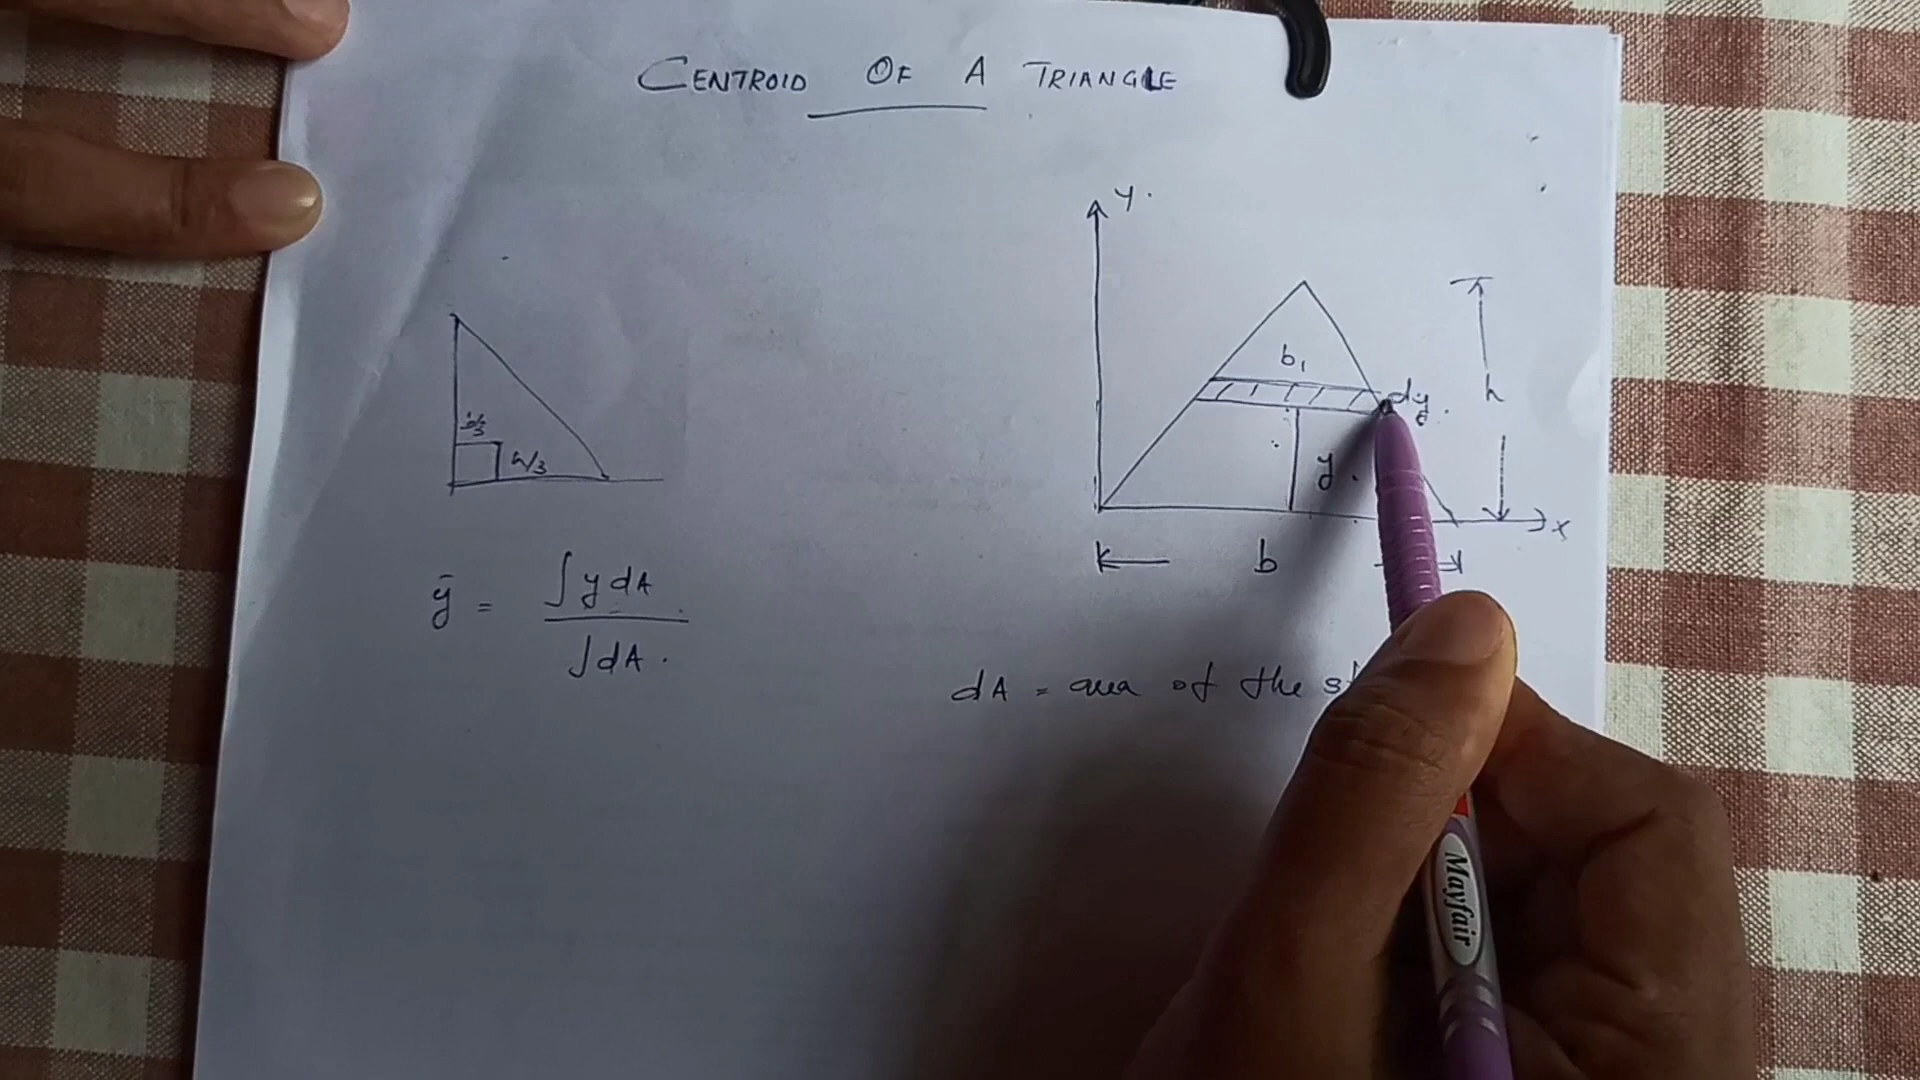 CENTROID OF A TRIANGLE
y.
b₁
dy.
h
b/3
h/3
y.
x
b
ȳ = ∫ y dA / ∫ dA.
dA = area of the
Mayfair